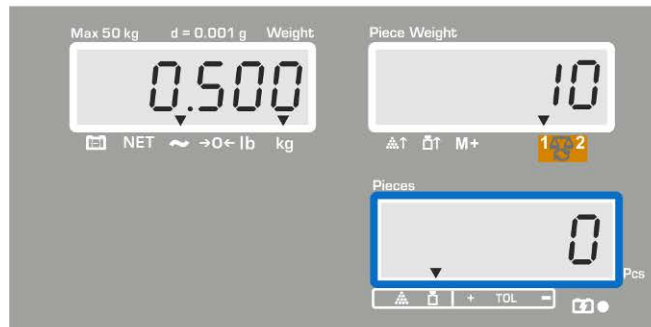 Max 50 kg d = 0.001 g Weight
0.500
NET ~ →0← lb kg
Piece Weight
10
M+ 1 2
Pieces
0
Pcs
+ TOL -